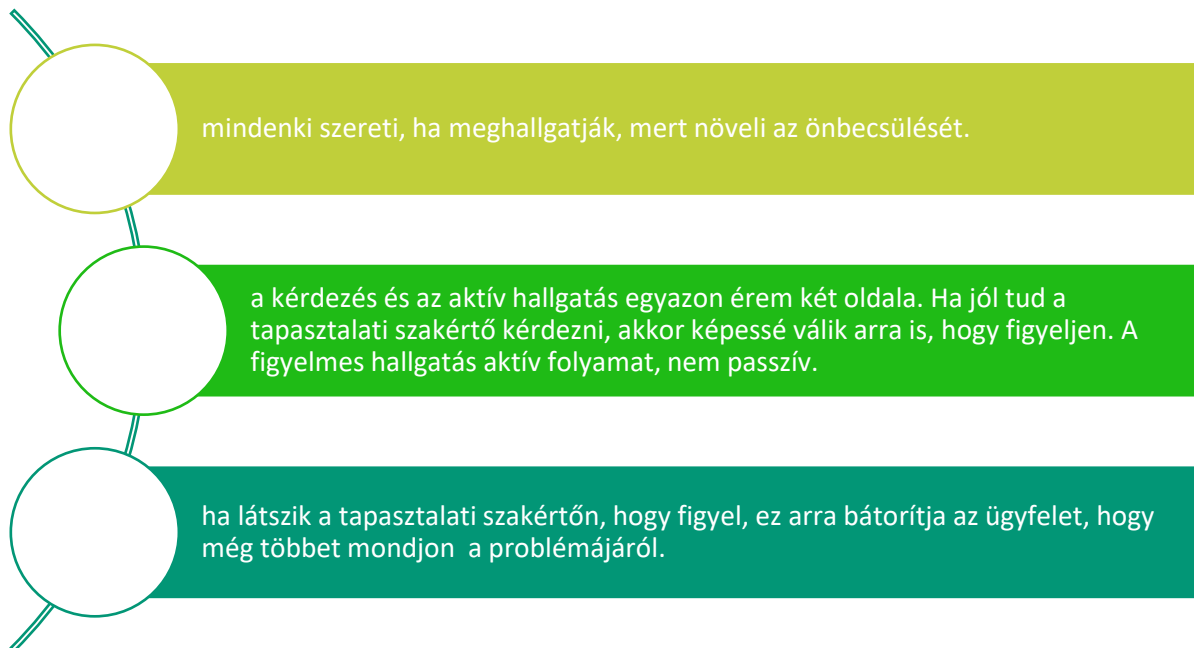 mindenki szereti, ha meghallgatják, mert növeli az önbecsülését.
a kérdezés és az aktív hallgatás egyazon érem két oldala. Ha jól tud a
tapasztalati szakértő kérdezni, akkor képessé válik arra is, hogy figyeljen. A
figyelmes hallgatás aktív folyamat, nem passzív.
ha látszik a tapasztalati szakértőn, hogy figyel, ez arra bátorítja az ügyfelet, hogy
még többet mondjon  a problémájáról.